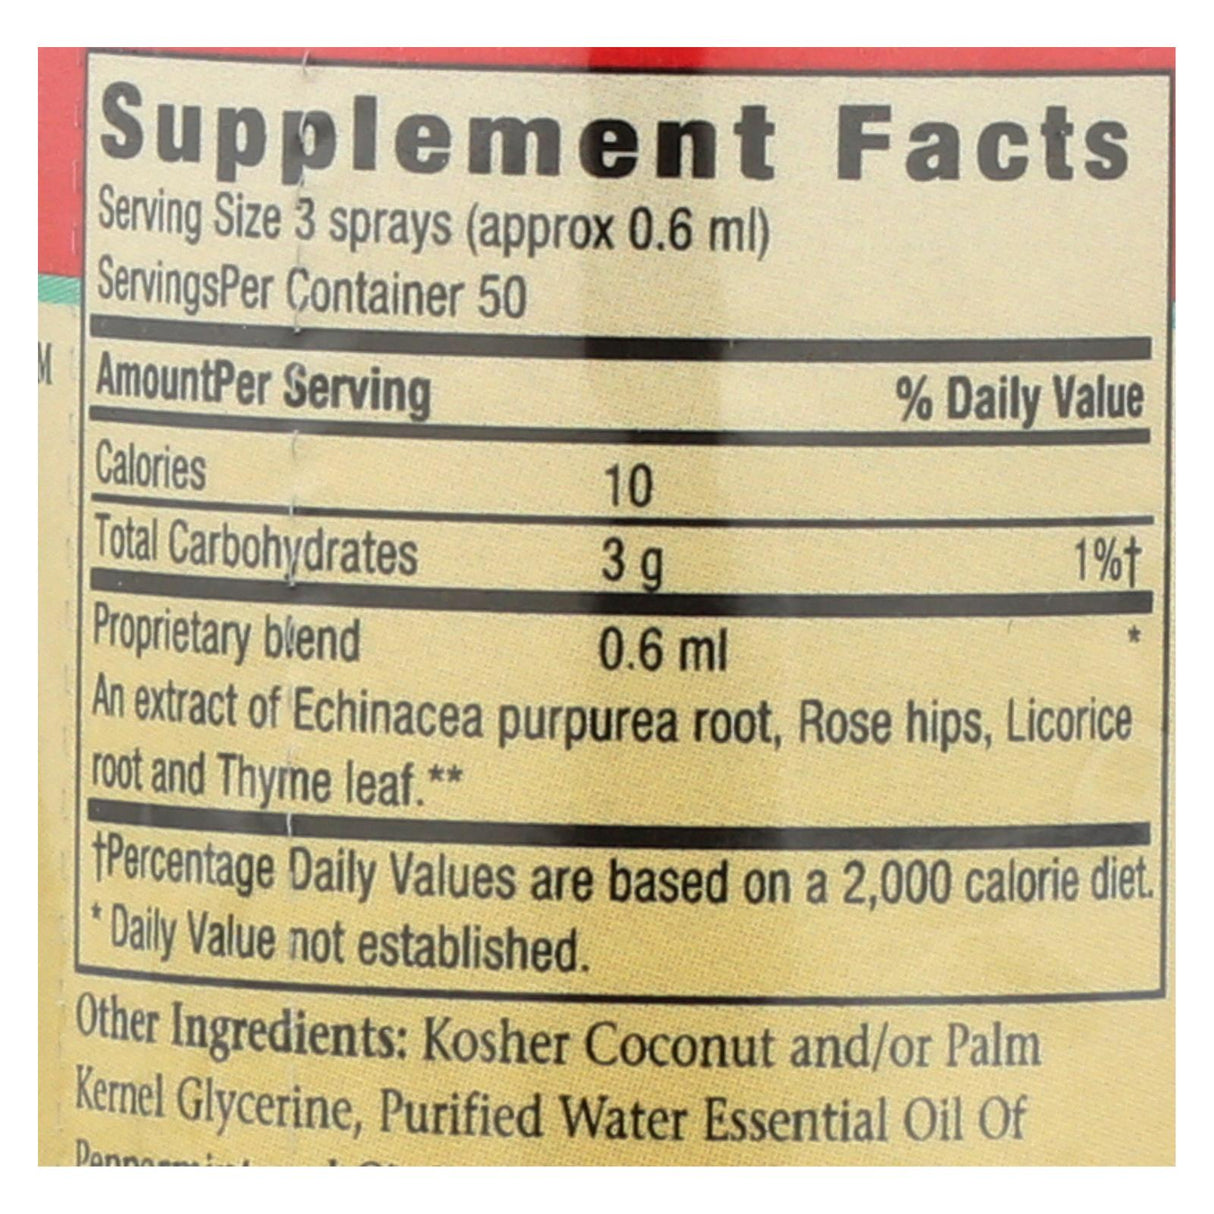 Supplement Facts
Serving Size 3 sprays (approx 0.6 ml)
ServingsPer Container 50
M
AmountPer Serving % Daily Value
Calories 10
Total Carbohydrates 3 g 1%†
Proprietary blend 0.6 ml *
An extract of Echinacea purpurea root, Rose hips, Licorice
root and Thyme leaf.**
†Percentage Daily Values are based on a 2,000 calorie diet.
* Daily Value not established.
Other Ingredients: Kosher Coconut and/or Palm
Kernel Glycerine, Purified Water Essential Oil Of